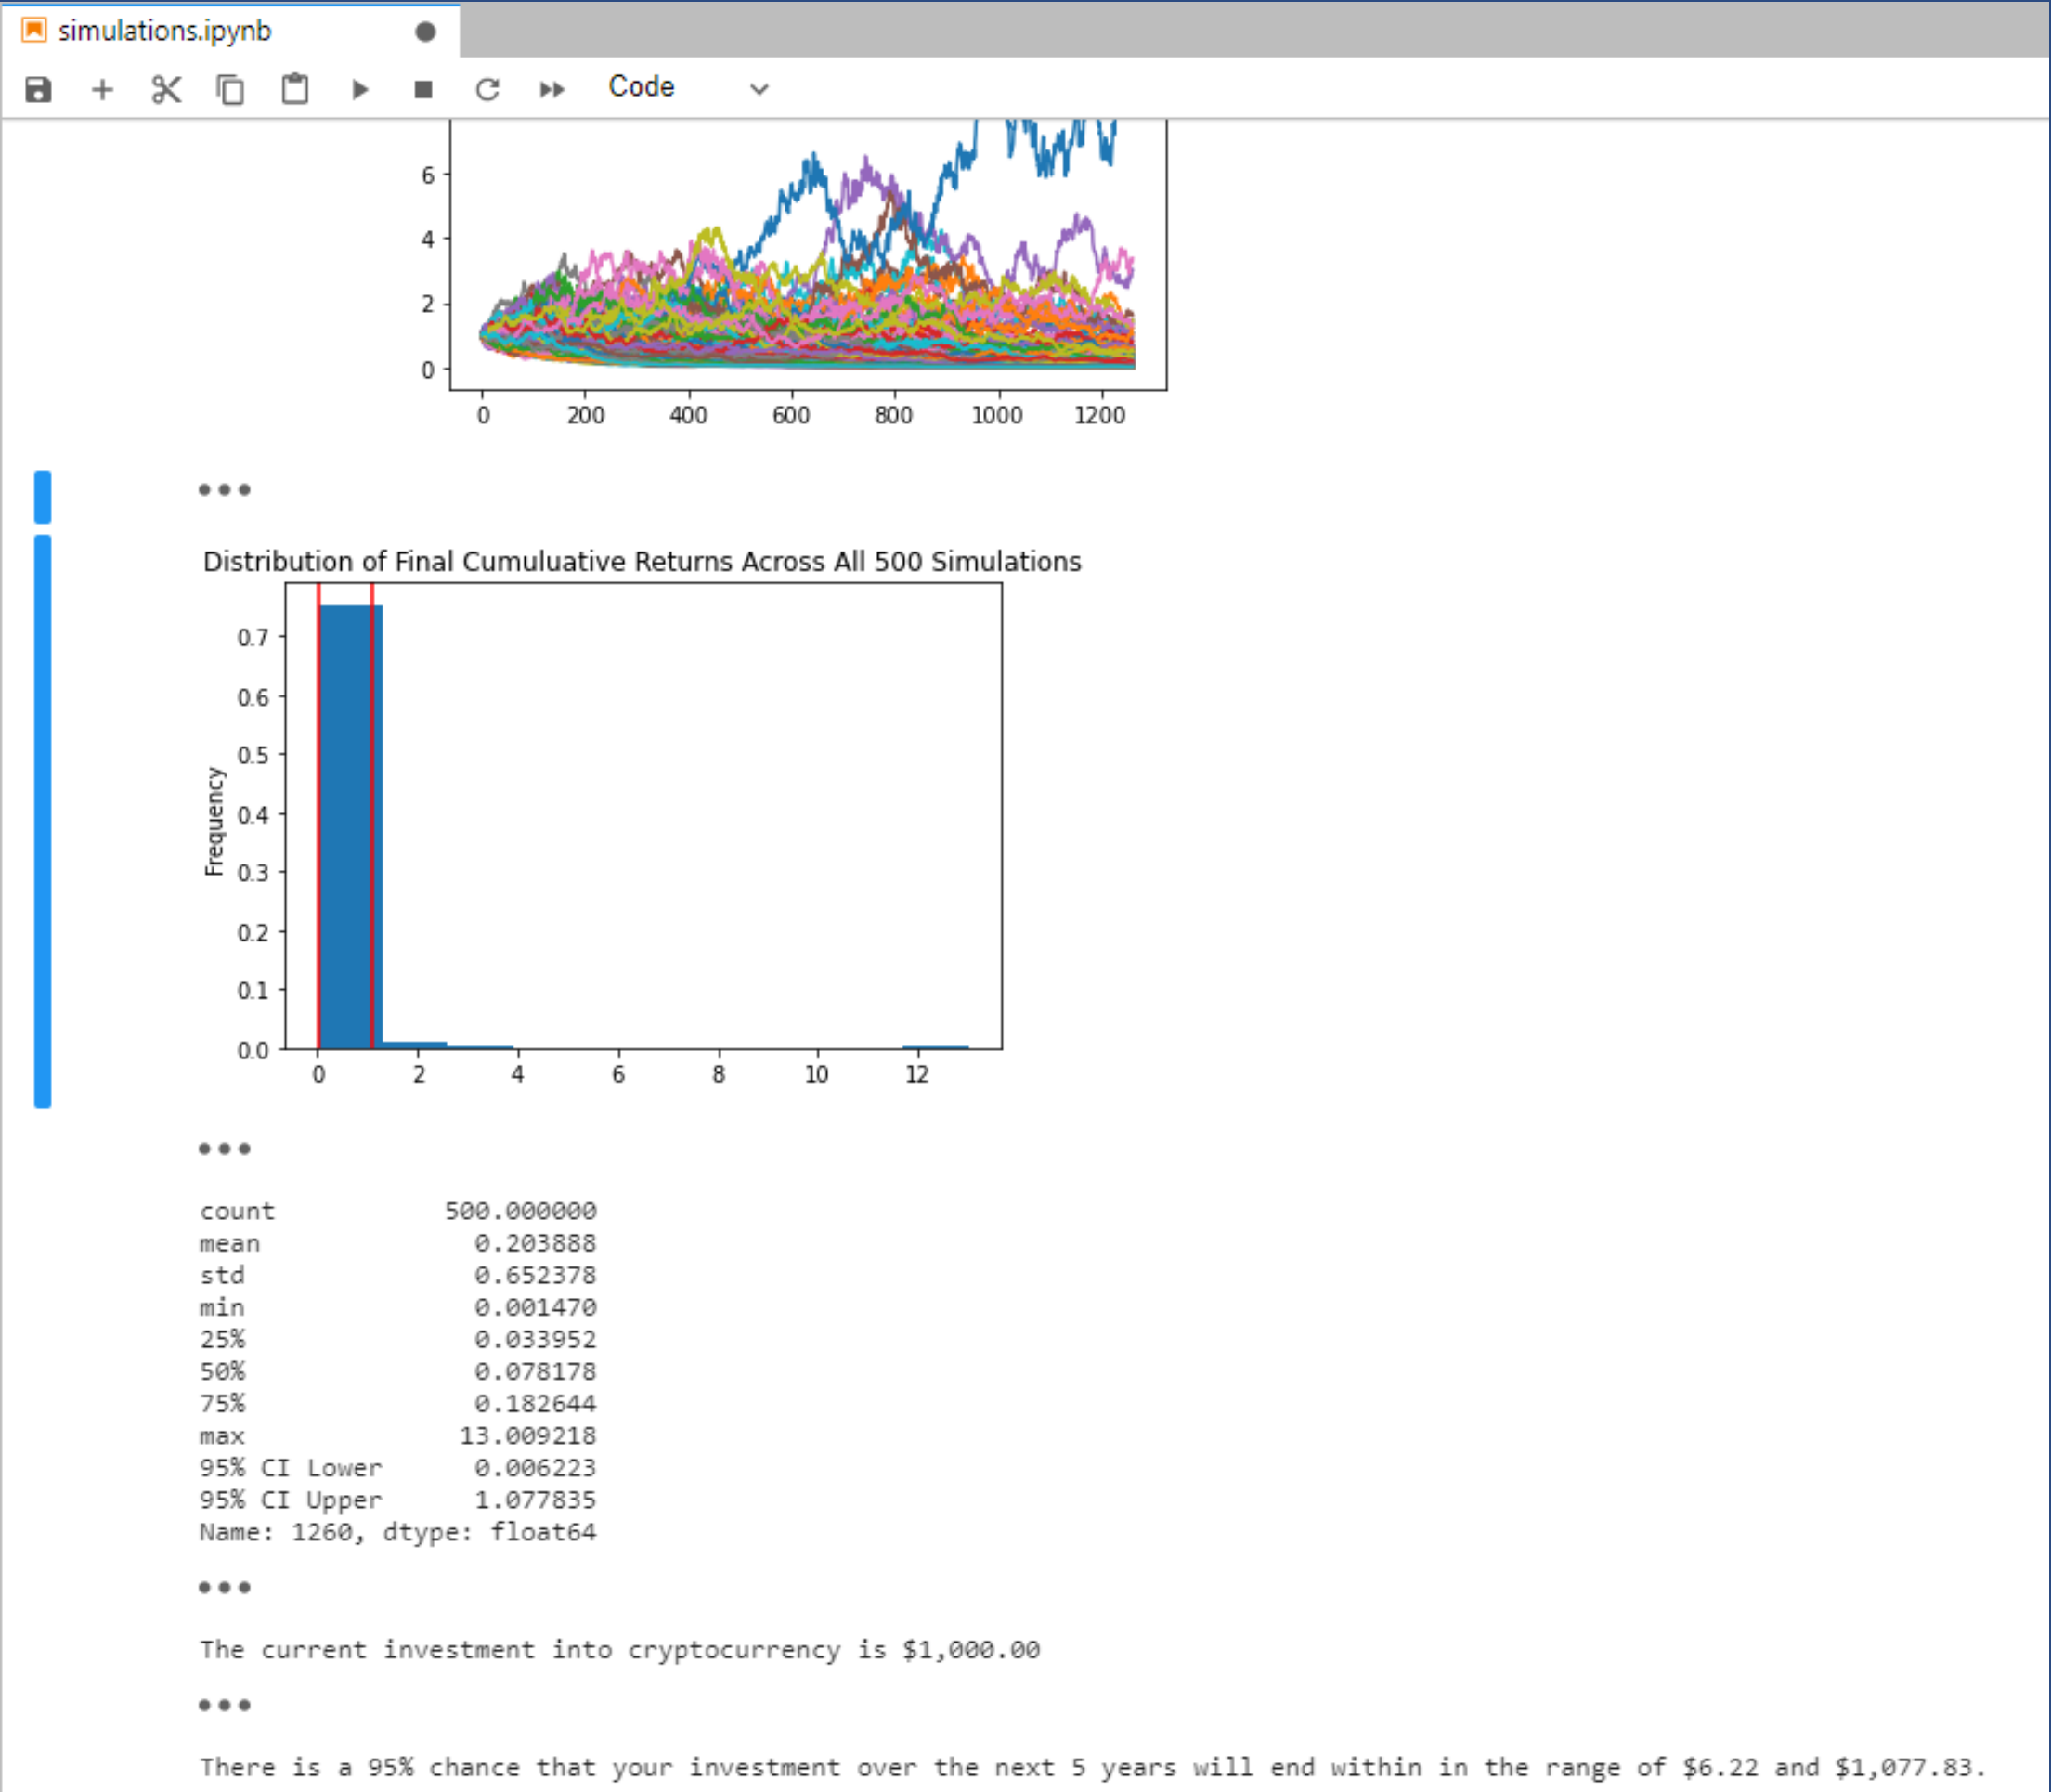 simulations.ipynb
Code
6
4
2
0
0 200 400 600 800 1000 1200
Distribution of Final Cumuluative Returns Across All 500 Simulations
0.7
0.6
0.5
0.4
0.3
0.2
0.1
0.0
Frequency
0 2 4 6 8 10 12
count 500.000000
mean 0.203888
std 0.652378
min 0.001470
25% 0.033952
50% 0.078178
75% 0.182644
max 13.009218
95% CI Lower 0.006223
95% CI Upper 1.077835
Name: 1260, dtype: float64
The current investment into cryptocurrency is $1,000.00
There is a 95% chance that your investment over the next 5 years will end within in the range of $6.22 and $1,077.83.